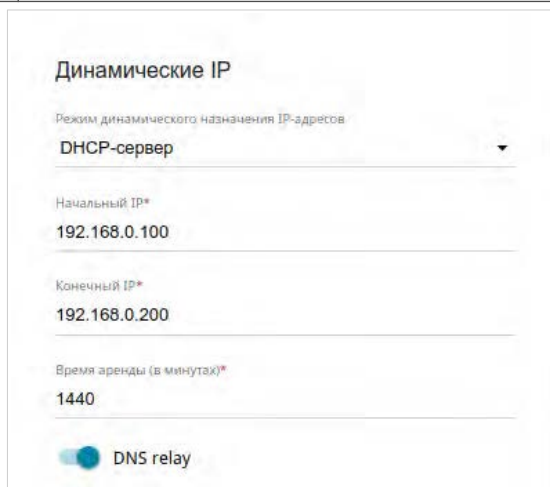 Динамические IP
Режим динамического назначения IP-адресов
DHCP-сервер
Начальный IP*
192.168.0.100
Конечный IP*
192.168.0.200
Время аренды (в минутах)*
1440
DNS relay